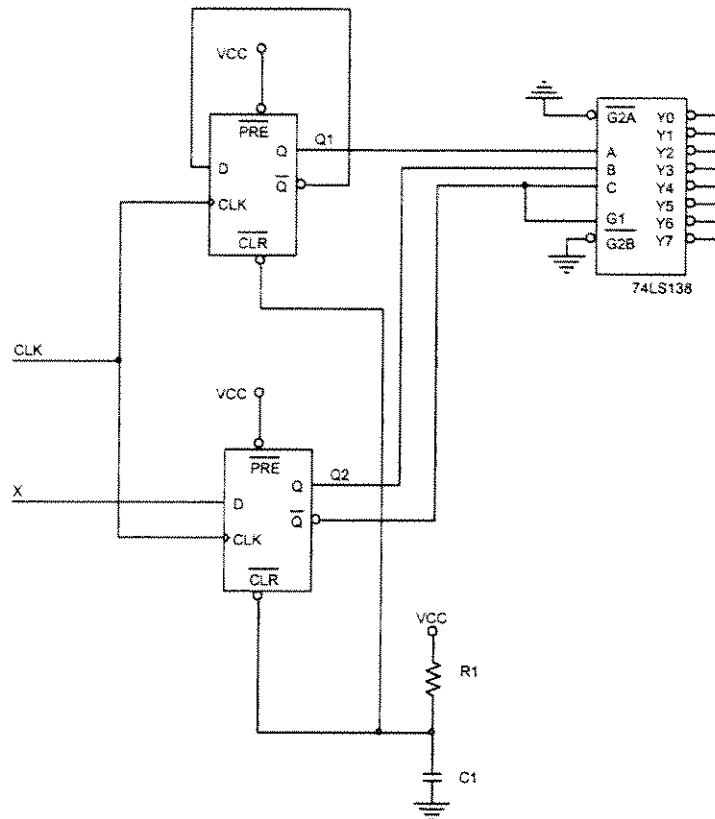 VCC
PRE
Q
Q1
D
Q
CLK
CLR
G2A
Y0
Y1
A
Y2
B
Y3
C
Y4
Y5
G1
Y6
G2B
Y7
74LS138
CLK
VCC
PRE
Q
Q2
X
D
Q
CLK
CLR
VCC
R1
C1